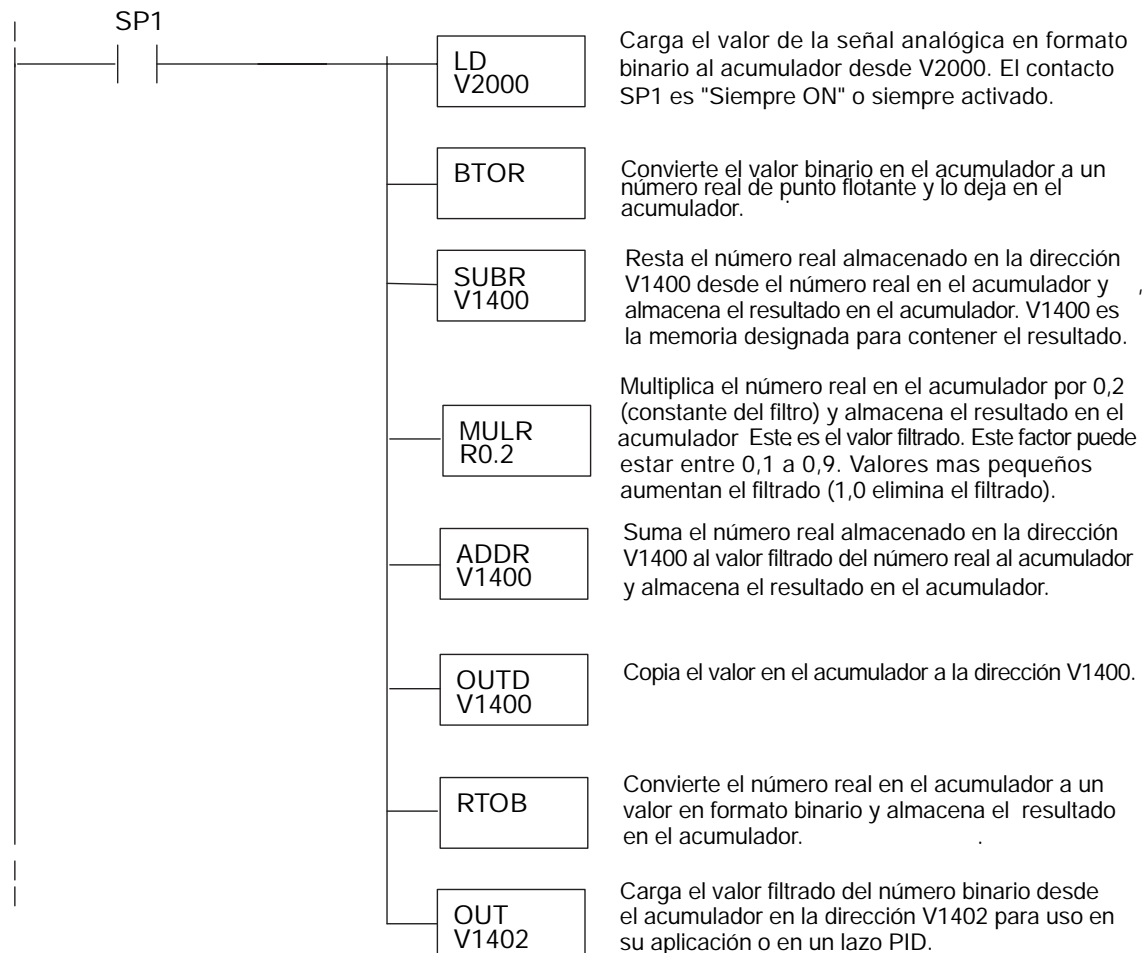 SP1
LD
V2000
Carga el valor de la señal analógica en formato
binario al acumulador desde V2000. El contacto
SP1 es "Siempre ON" o siempre activado.
BTOR
Convierte el valor binario en el acumulador a un
número real de punto flotante y lo deja en el
acumulador.
SUBR
V1400
Resta el número real almacenado en la dirección
V1400 desde el número real en el acumulador y ,
almacena el resultado en el acumulador. V1400 es
la memoria designada para contener el resultado.
MULR
R0.2
Multiplica el número real en el acumulador por 0,2
(constante del filtro) y almacena el resultado en el
acumulador Este. es el valor filtrado. Este factor puede
estar entre 0,1 a 0,9. Valores mas pequeños
aumentan el filtrado (1,0 elimina el filtrado).
ADDR
V1400
Suma el número real almacenado en la dirección
V1400 al valor filtrado del número real al acumulador
y almacena el resultado en el acumulador.
OUTD
V1400
Copia el valor en el acumulador a la dirección V1400.
RTOB
Convierte el número real en el acumulador a un
valor en formato binario y almacena el resultado
en el acumulador. .
OUT
V1402
Carga el valor filtrado del número binario desde
el acumulador en la dirección V1402 para uso en
su aplicación o en un lazo PID.